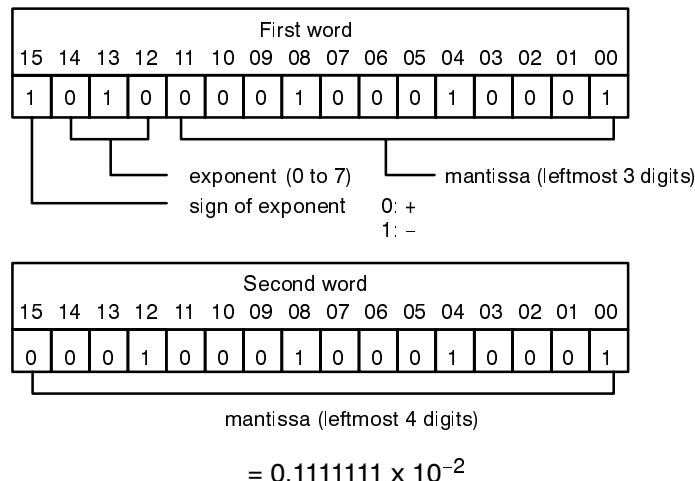 First word
15 14 13 12 11 10 09 08 07 06 05 04 03 02 01 00
1 0 1 0 0 0 0 1 0 0 0 1 0 0 0 1
exponent (0 to 7) mantissa (leftmost 3 digits)
sign of exponent 0: +
1: −
Second word
15 14 13 12 11 10 09 08 07 06 05 04 03 02 01 00
0 0 0 1 0 0 0 1 0 0 0 1 0 0 0 1
mantissa (leftmost 4 digits)
= 0.1111111 x 10⁻²